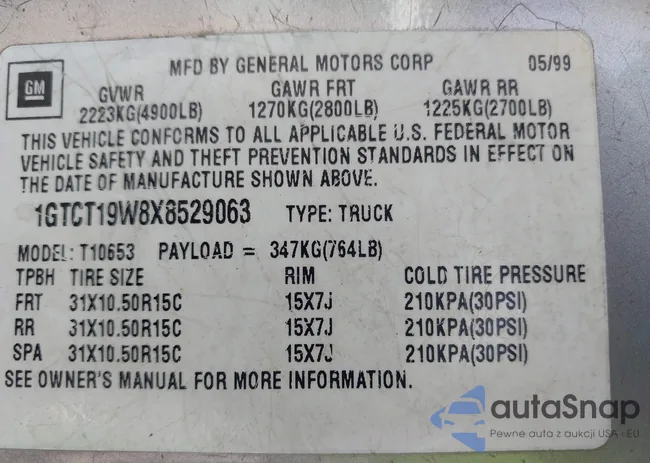 MFD BY GENERAL MOTORS CORP 05/99
GM
GVWR GAWR FRT GAWR RR
2223KG(4900LB) 1270KG(2800LB) 1225KG(2700LB)
THIS VEHICLE CONFORMS TO ALL APPLICABLE U.S. FEDERAL MOTOR
VEHICLE SAFETY AND THEFT PREVENTION STANDARDS IN EFFECT ON
THE DATE OF MANUFACTURE SHOWN ABOVE.
1GTCT19W8X8529063 TYPE: TRUCK
MODEL: T10653 PAYLOAD = 347KG(764LB)
TPBH TIRE SIZE RIM COLD TIRE PRESSURE
FRT 31X10.50R15C 15X7J 210KPA(30PSI)
RR 31X10.50R15C 15X7J 210KPA(30PSI)
SPA 31X10.50R15C 15X7J 210KPA(30PSI)
SEE OWNER'S MANUAL FOR MORE INFORMATION.
autaSnap
Pewne auta z aukcji USA - EU